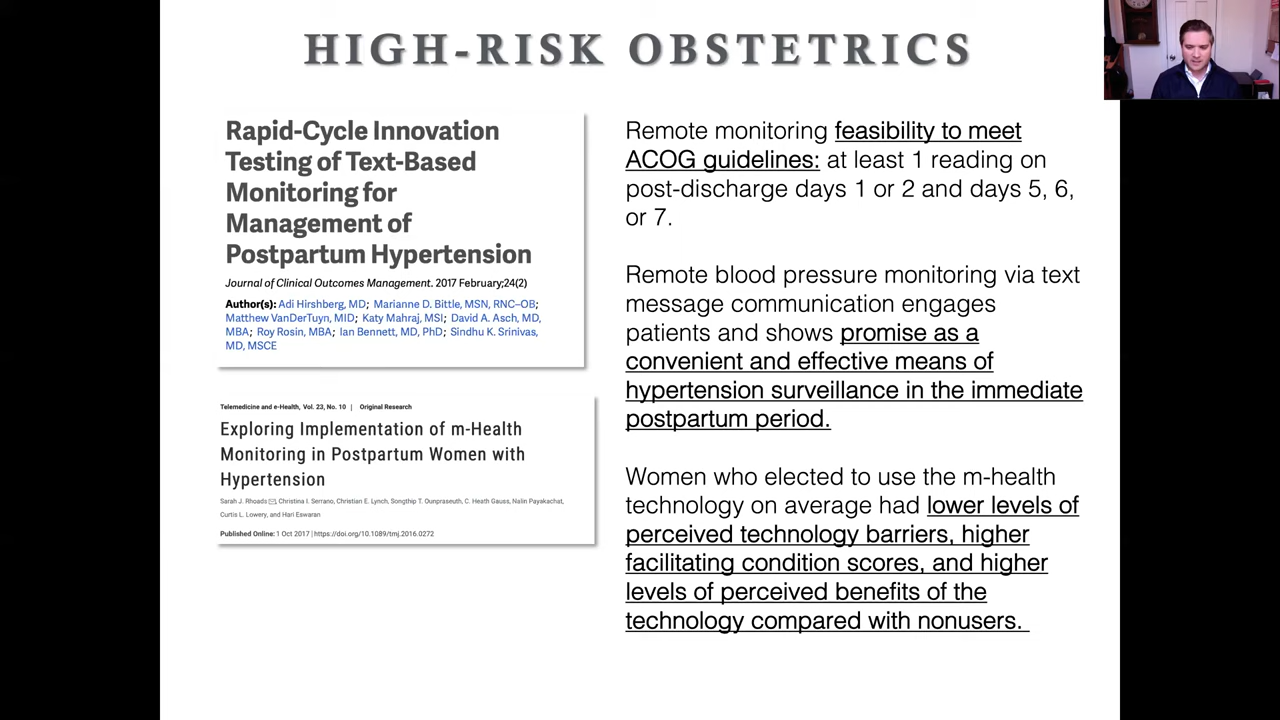 HIGH-RISK OBSTETRICS
Rapid-Cycle Innovation
Testing of Text-Based
Monitoring for
Management of
Postpartum Hypertension
Journal of Clinical Outcomes Management. 2017 February;24(2)
Author(s): Adi Hirshberg, MD; Marianne D. Bittle, MSN, RNC–OB;
Matthew VanDerTuyn, MID; Katy Mahraj, MSI; David A. Asch, MD,
MBA; Roy Rosin, MBA; Ian Bennett, MD, PhD; Sindhu K. Srinivas,
MD, MSCE
Telemedicine and e-Health, Vol. 23, No. 10 | Original Research
Exploring Implementation of m-Health
Monitoring in Postpartum Women with
Hypertension
Sarah J. Rhoads, Christina I. Serrano, Christian E. Lynch, Songthip T. Ounpraseuth, C. Heath Gauss, Nalin Payakachat,
Curtis L. Lowery, and Hari Eswaran
Published Online: 1 Oct 2017 | https://doi.org/10.1089/tmj.2016.0272
Remote monitoring feasibility to meet
ACOG guidelines: at least 1 reading on
post-discharge days 1 or 2 and days 5, 6,
or 7.
Remote blood pressure monitoring via text
message communication engages
patients and shows promise as a
convenient and effective means of
hypertension surveillance in the immediate
postpartum period.
Women who elected to use the m-health
technology on average had lower levels of
perceived technology barriers, higher
facilitating condition scores, and higher
levels of perceived benefits of the
technology compared with nonusers.